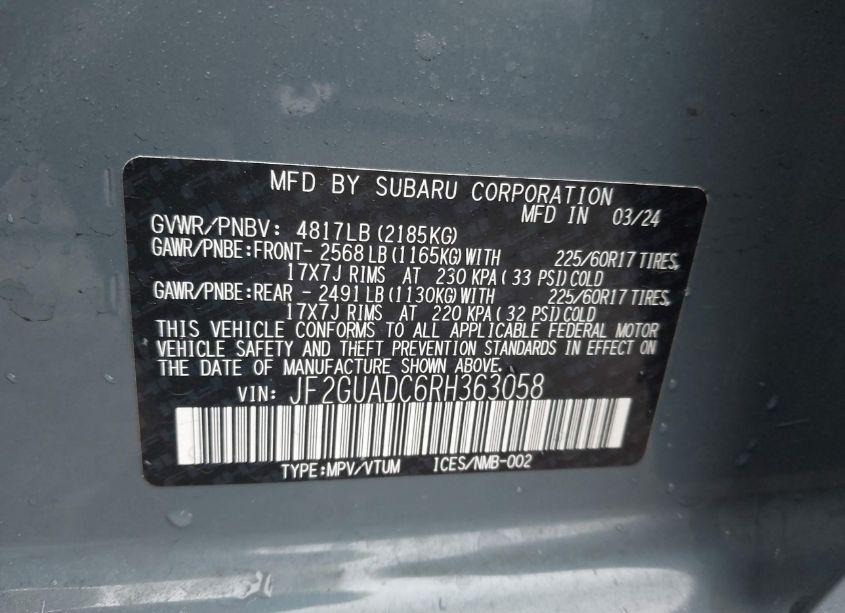 MFD BY SUBARU CORPORATION
MFD IN 03/24
GVWR/PNBV: 4817LB(2185KG)
GAWR/PNBE:FRONT- 2568LB(1165KG)WITH 225/60R17 TIRES,
17X7J RIMS AT 230 KPA( 33 PSI)COLD
GAWR/PNBE:REAR - 2491LB(1130KG)WITH 225/60R17 TIRES,
17X7J RIMS AT 220 KPA( 32 PSI)COLD
THIS VEHICLE CONFORMS TO ALL APPLICABLE FEDERAL MOTOR
VEHICLE SAFETY AND THEFT PREVENTION STANDARDS IN EFFECT ON
THE DATE OF MANUFACTURE SHOWN ABOVE.
VIN: JF2GUADC6RH363058
TYPE:MPV/VTUM ICES/NMB-002